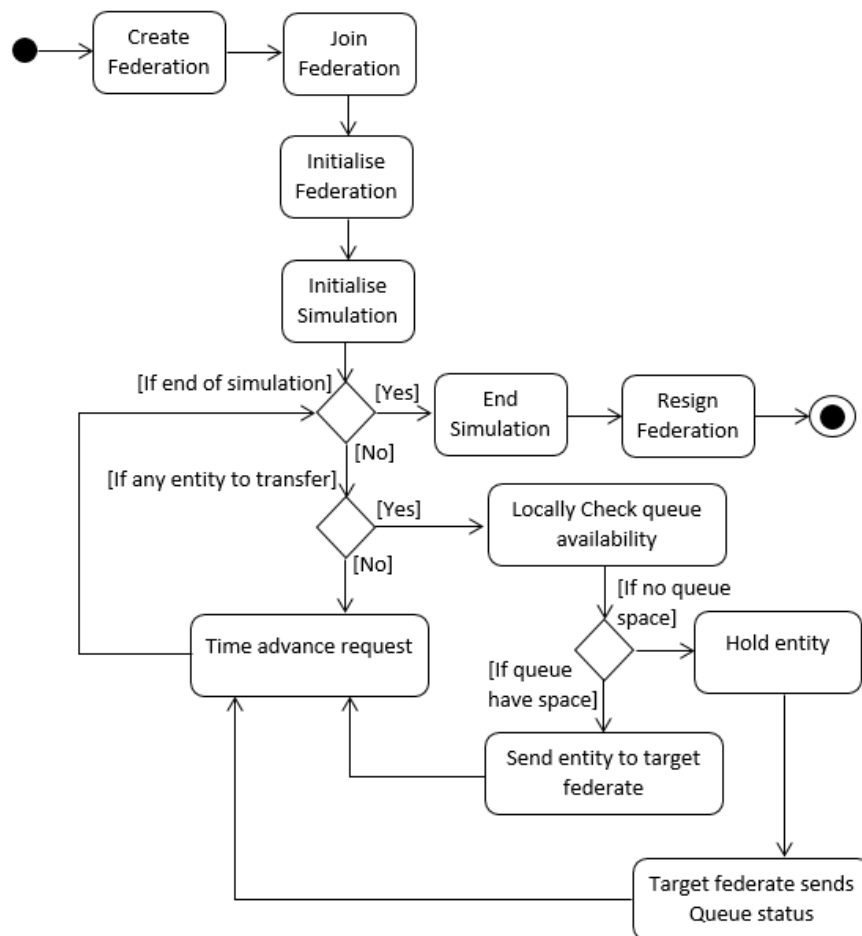 Create
Federation
Join
Federation
Initialise
Federation
Initialise
Simulation
[If end of simulation]
[Yes]
End
Simulation
Resign
Federation
[No]
[If any entity to transfer]
[Yes]
Locally Check queue
availability
[No]
[If no queue
space]
Time advance request
Hold entity
[If queue
have space]
Send entity to target
federate
Target federate sends
Queue status